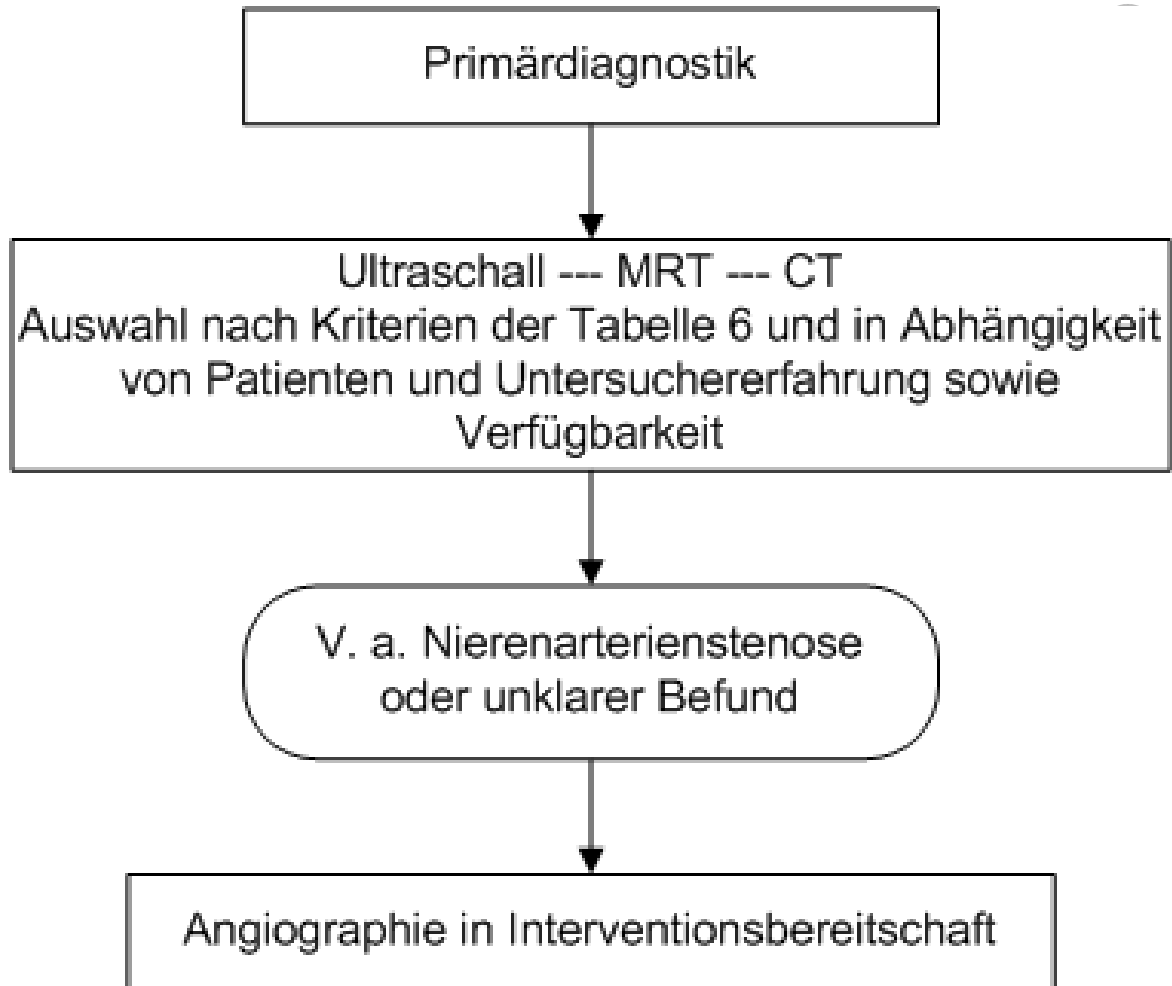 Primärdiagnostik
Ultraschall --- MRT --- CT
Auswahl nach Kriterien der Tabelle 6 und in Abhängigkeit
von Patienten und Untersuchererfahrung sowie
Verfügbarkeit
V. a. Nierenarterienstenose
oder unklarer Befund
Angiographie in Interventionsbereitschaft